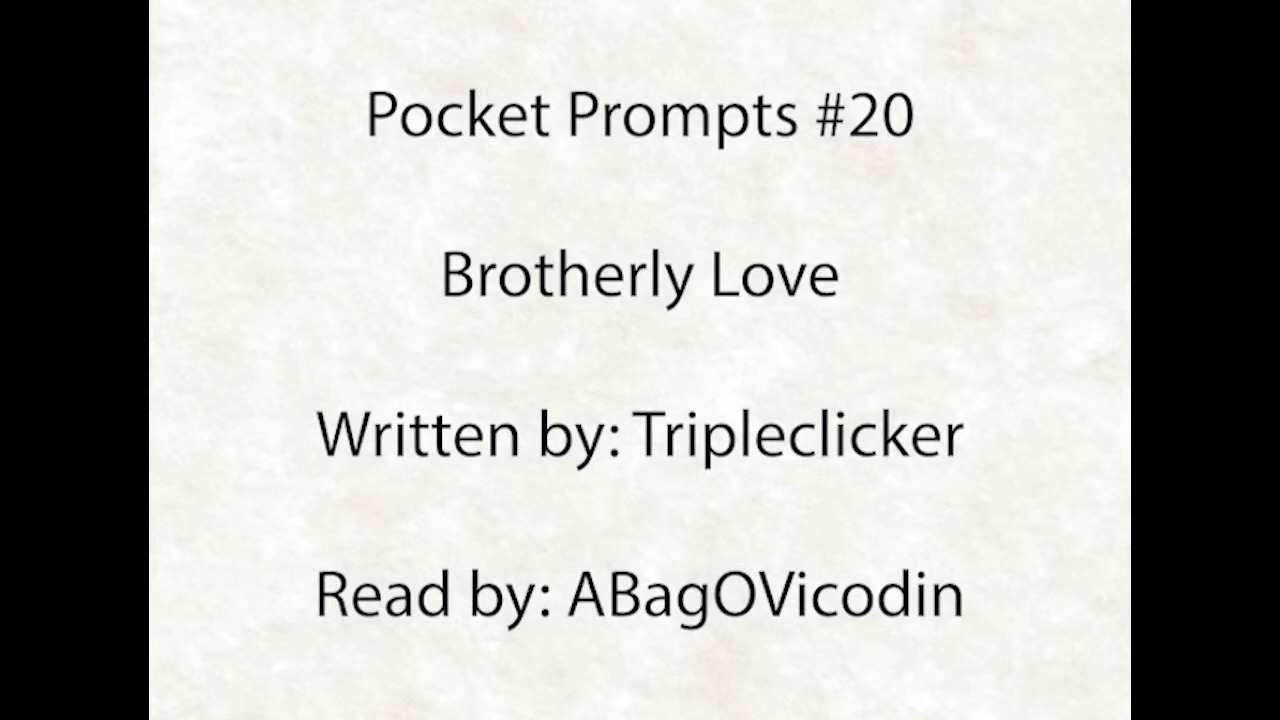 Pocket Prompts #20
Brotherly Love
Written by: Tripleclicker
Read by: ABagOVicodin